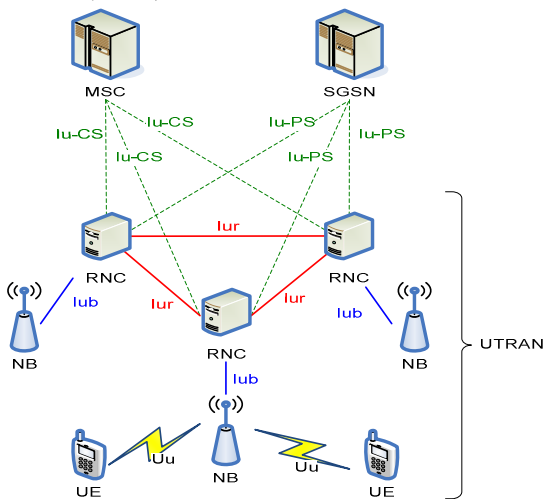 MSC
SGSN
Iu-CS
Iu-CS
Iu-CS
Iu-PS
Iu-PS
Iu-PS
Iur
RNC
RNC
Iub
Iur
Iur
Iub
NB
RNC
NB
UTRAN
Iub
Uu
NB
Uu
UE
UE